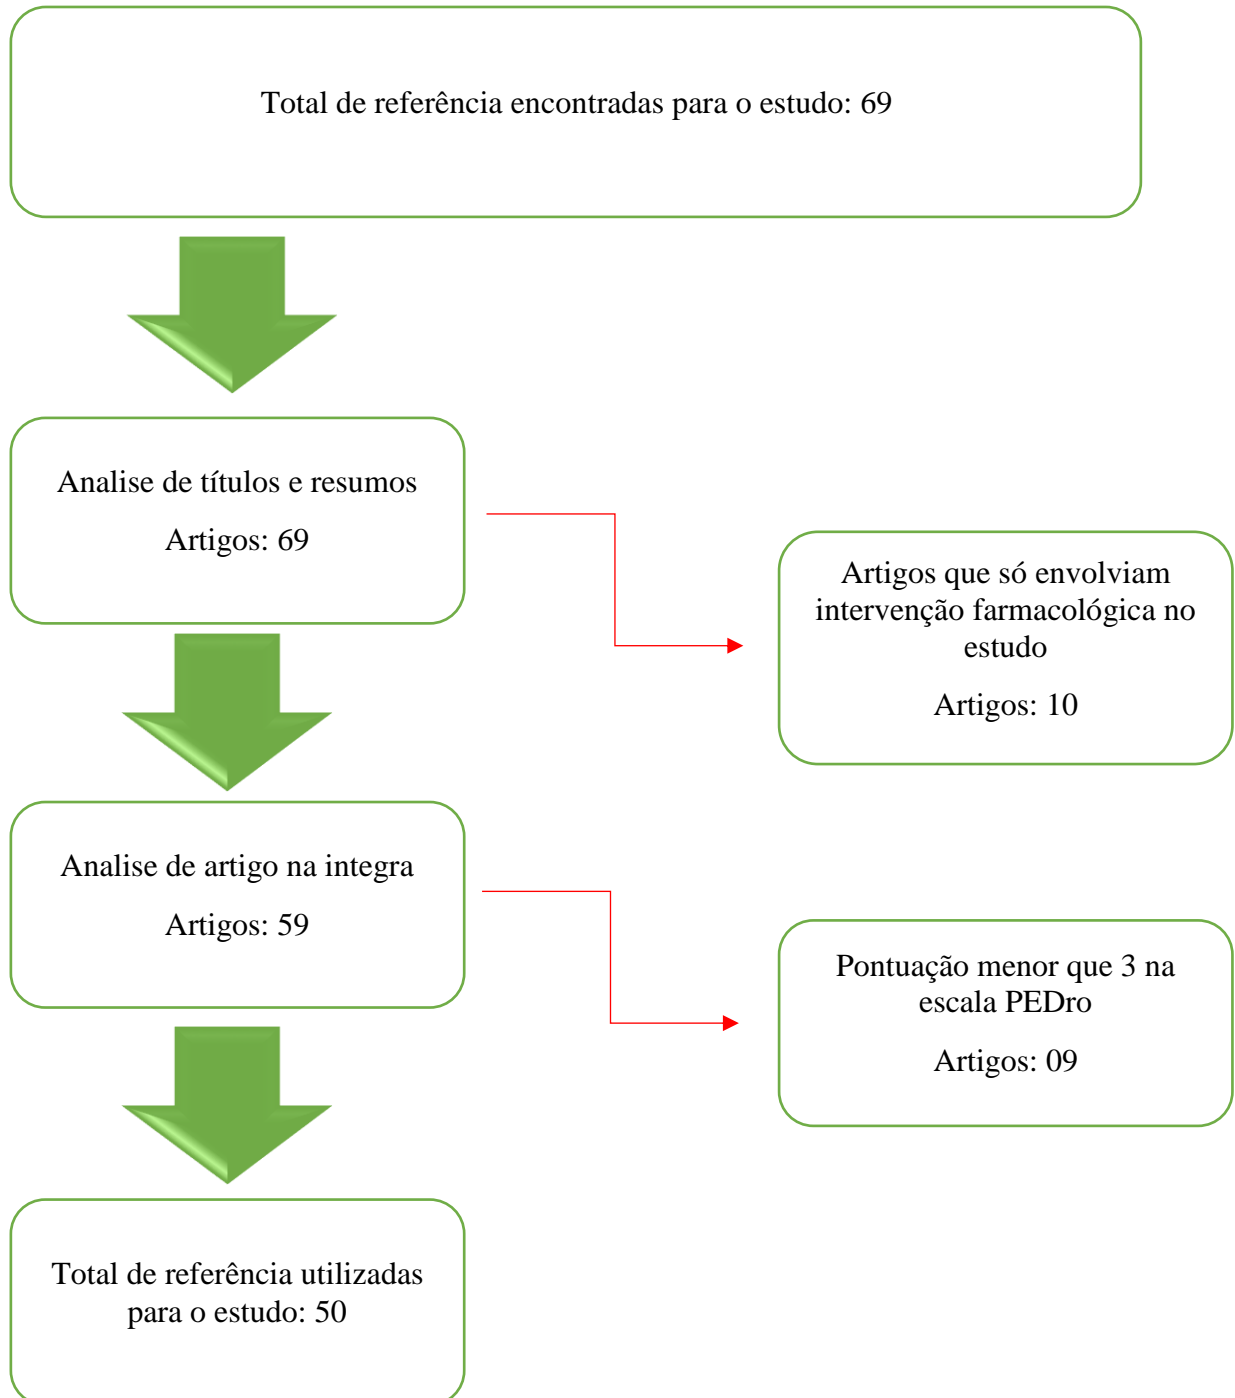 Total de referência encontradas para o estudo: 69
Analise de títulos e resumos
Artigos: 69
Artigos que só envolviam
intervenção farmacológica no
estudo
Artigos: 10
Analise de artigo na integra
Artigos: 59
Pontuação menor que 3 na
escala PEDro
Artigos: 09
Total de referência utilizadas
para o estudo: 50